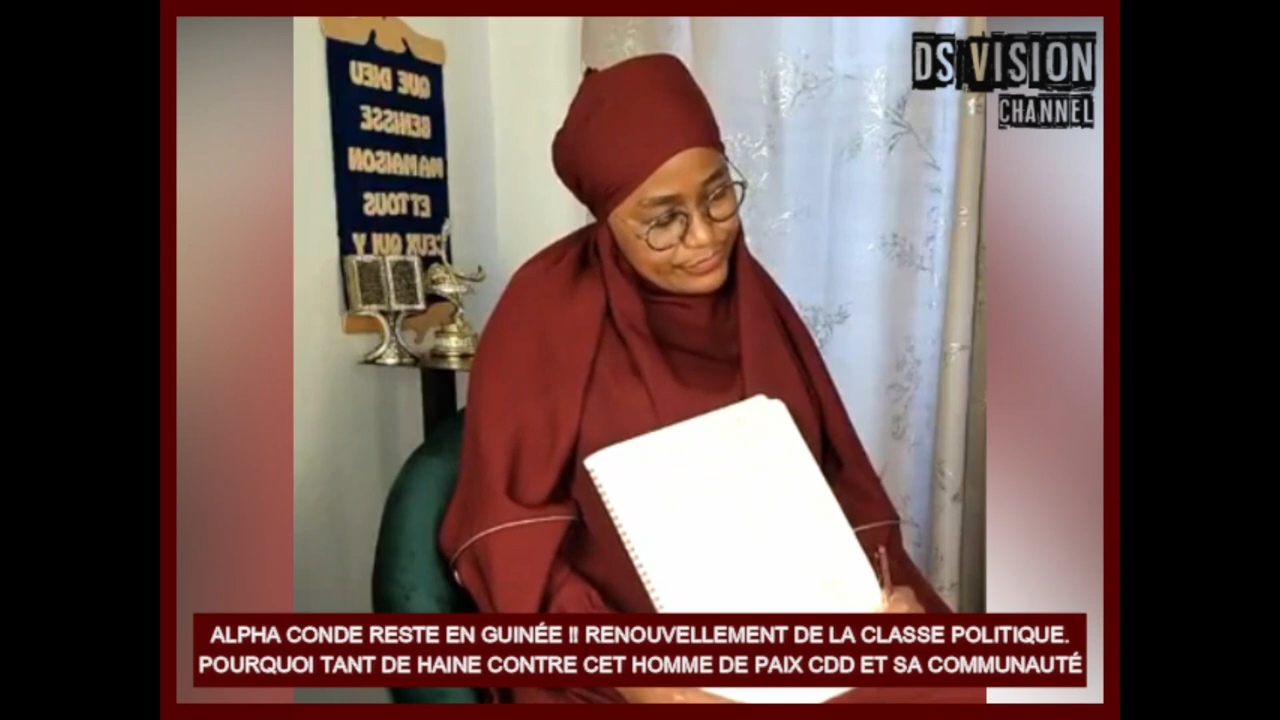 DS VISION
CHANNEL
QUE DIEU
BENISSE
MA MAISON
ET TOUS
CEUX QUI Y
ALPHA CONDE RESTE EN GUINÉE !! RENOUVELLEMENT DE LA CLASSE POLITIQUE.
POURQUOI TANT DE HAINE CONTRE CET HOMME DE PAIX CDD ET SA COMMUNAUTÉ